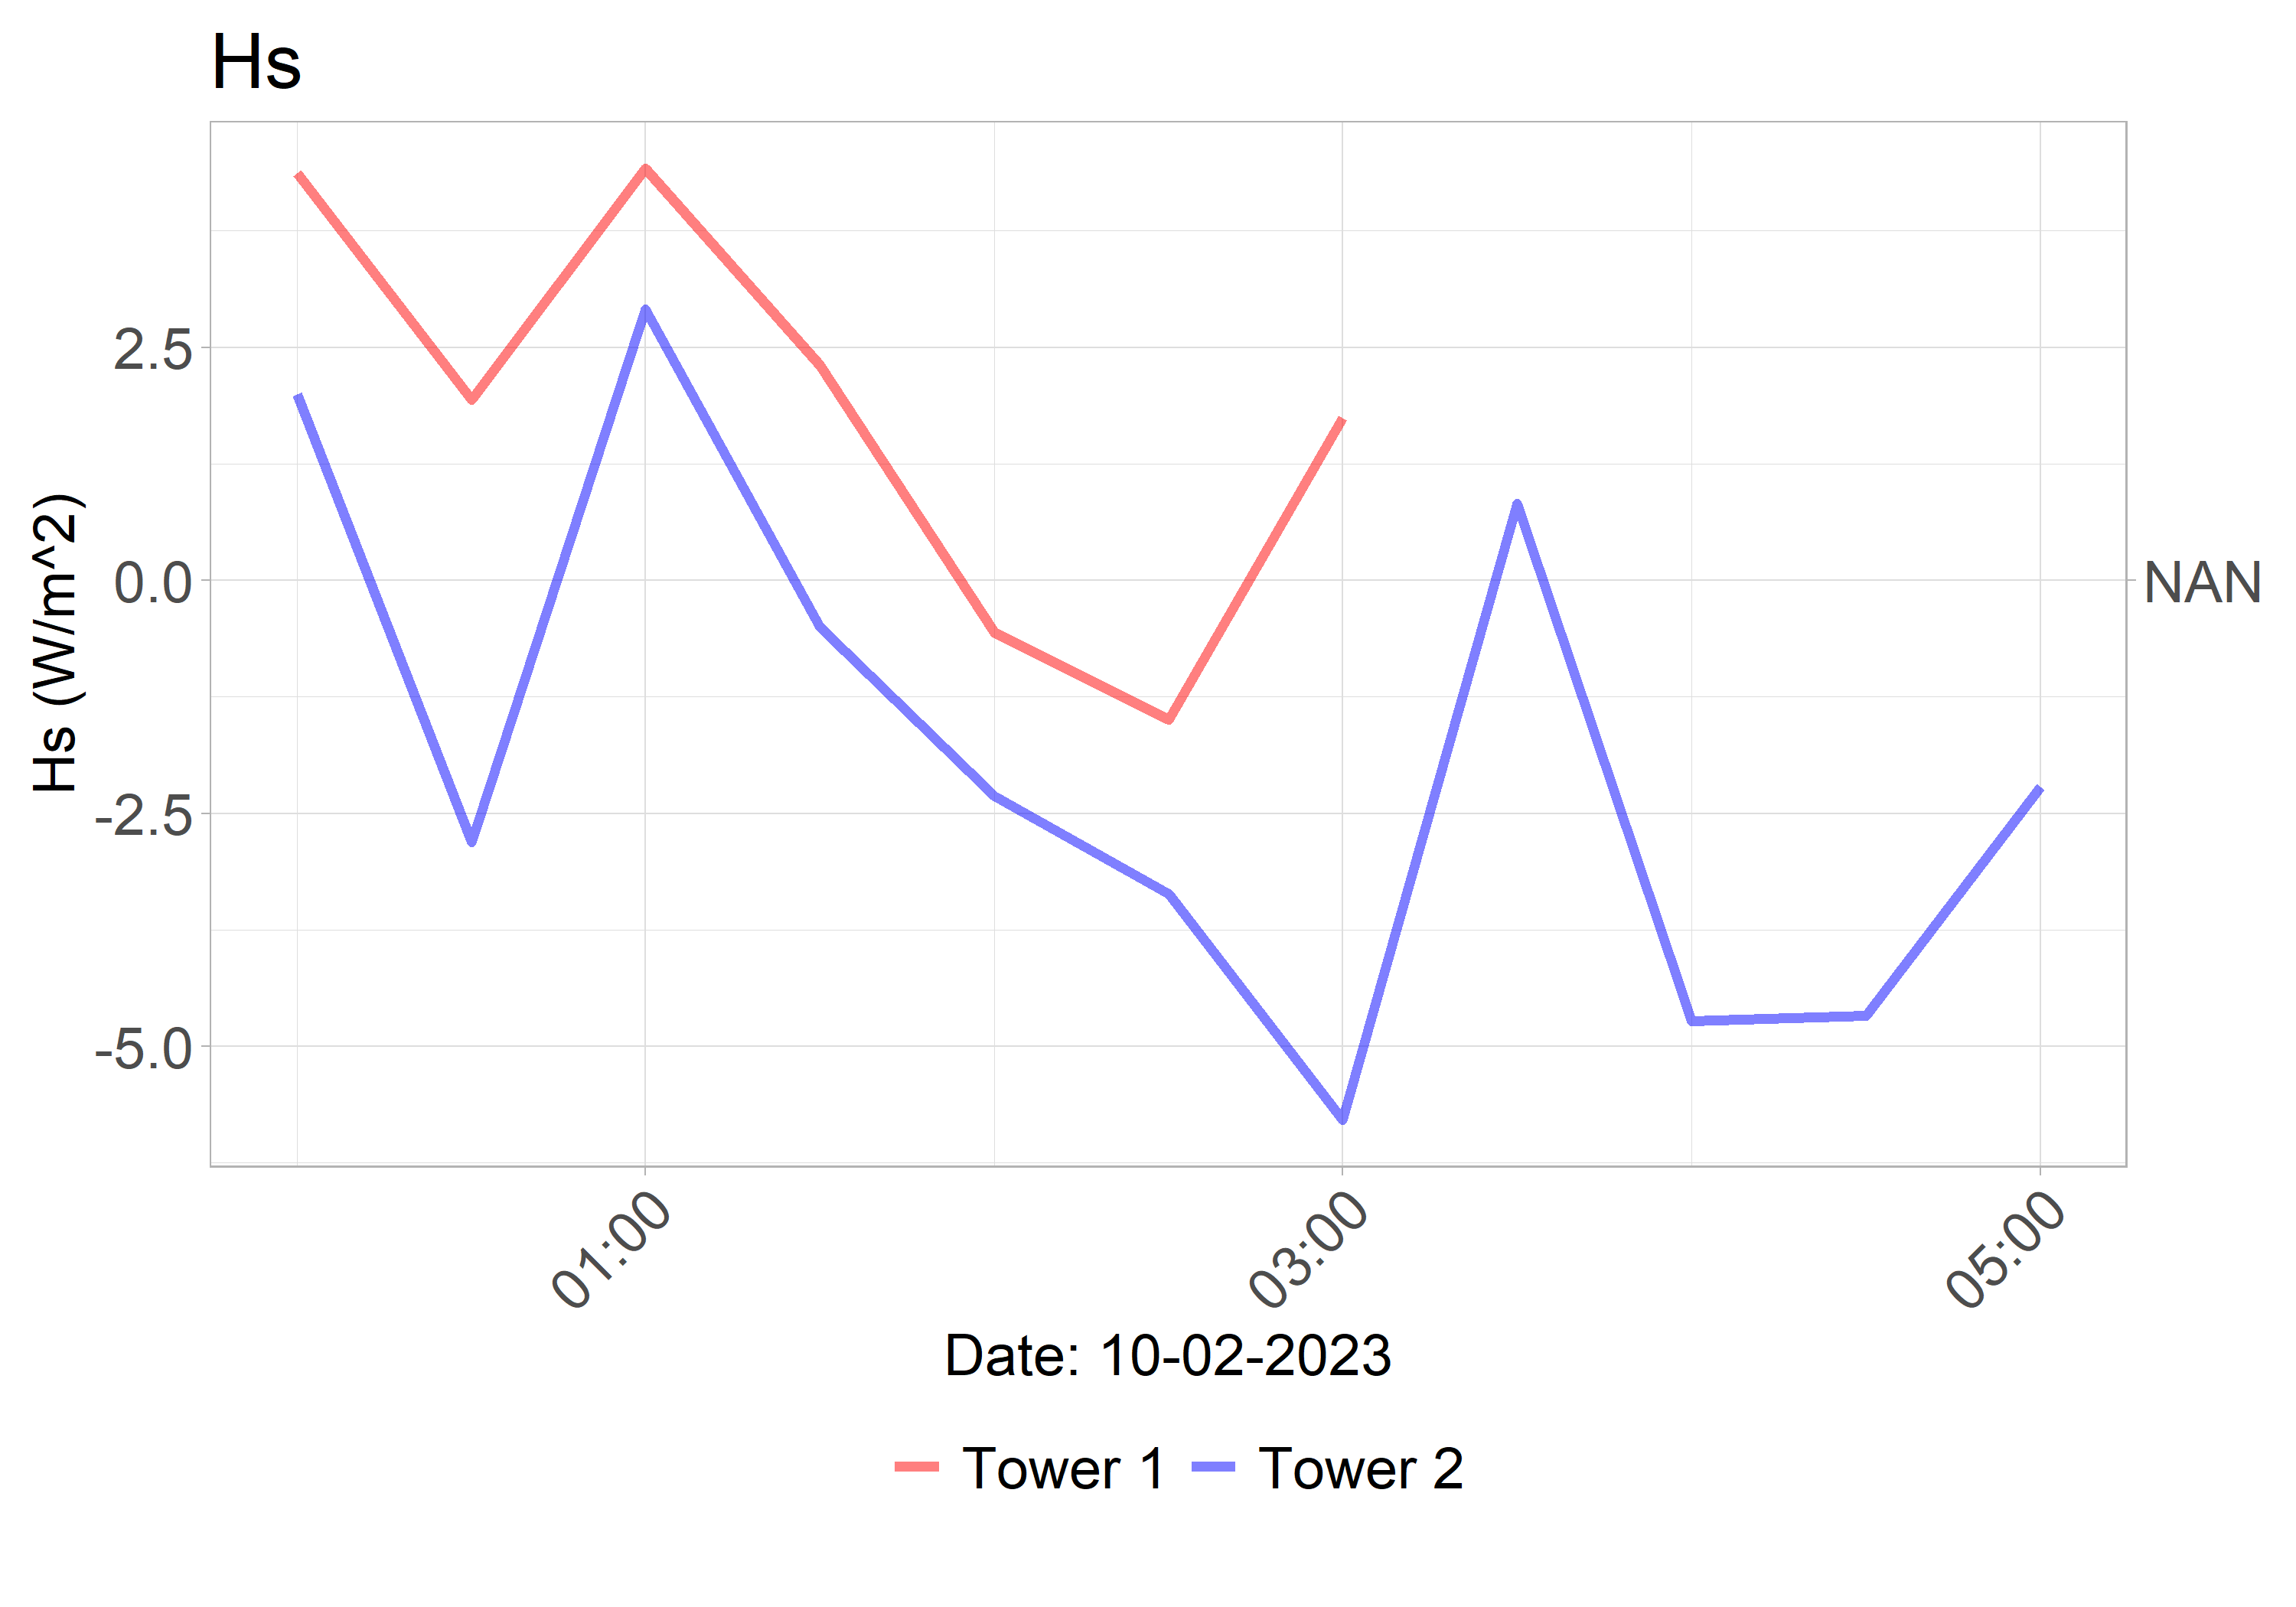 Hs
Hs (W/m^2)
2.5
0.0
-2.5
-5.0
NAN
01:00
03:00
05:00
Date: 10-02-2023
Tower 1
Tower 2